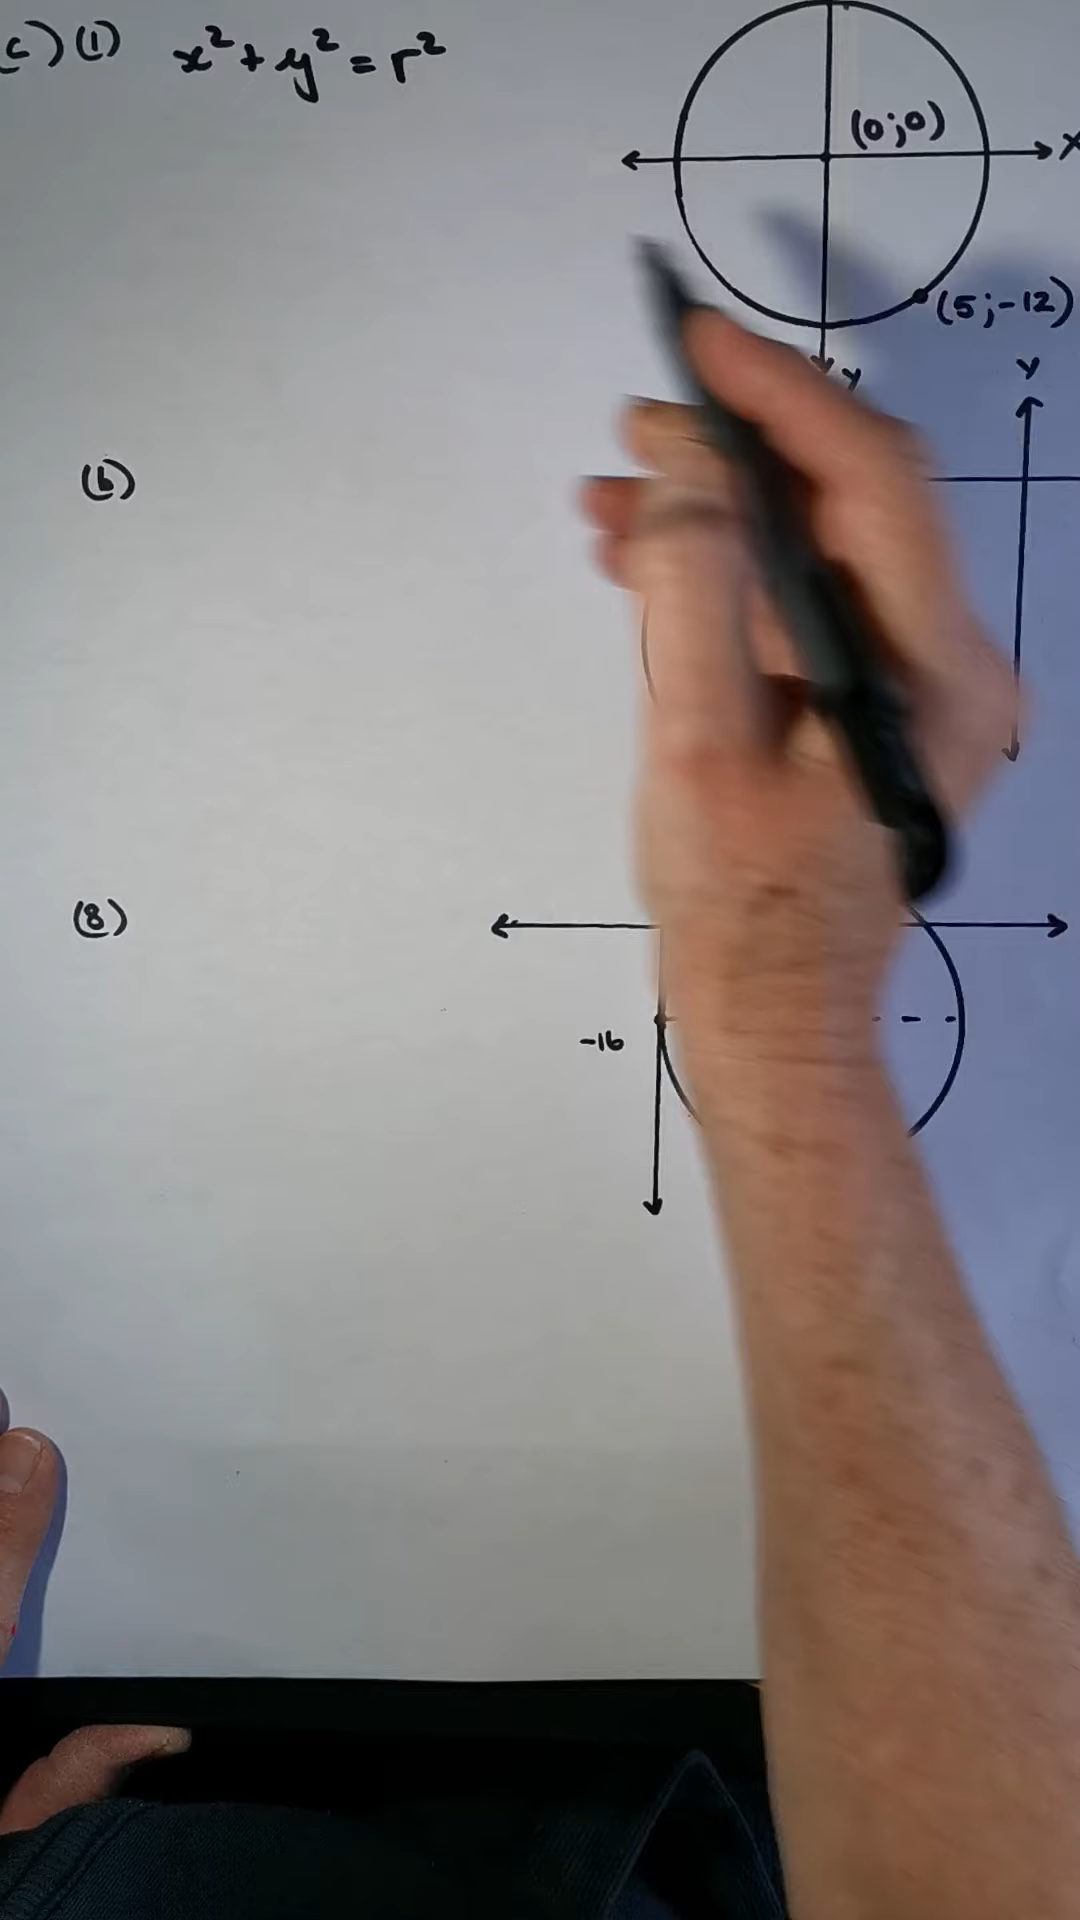 (c) (1) x² + y² = r²
(0;0)
X
(5;-12)
y
Y
(6)
(8)
-16